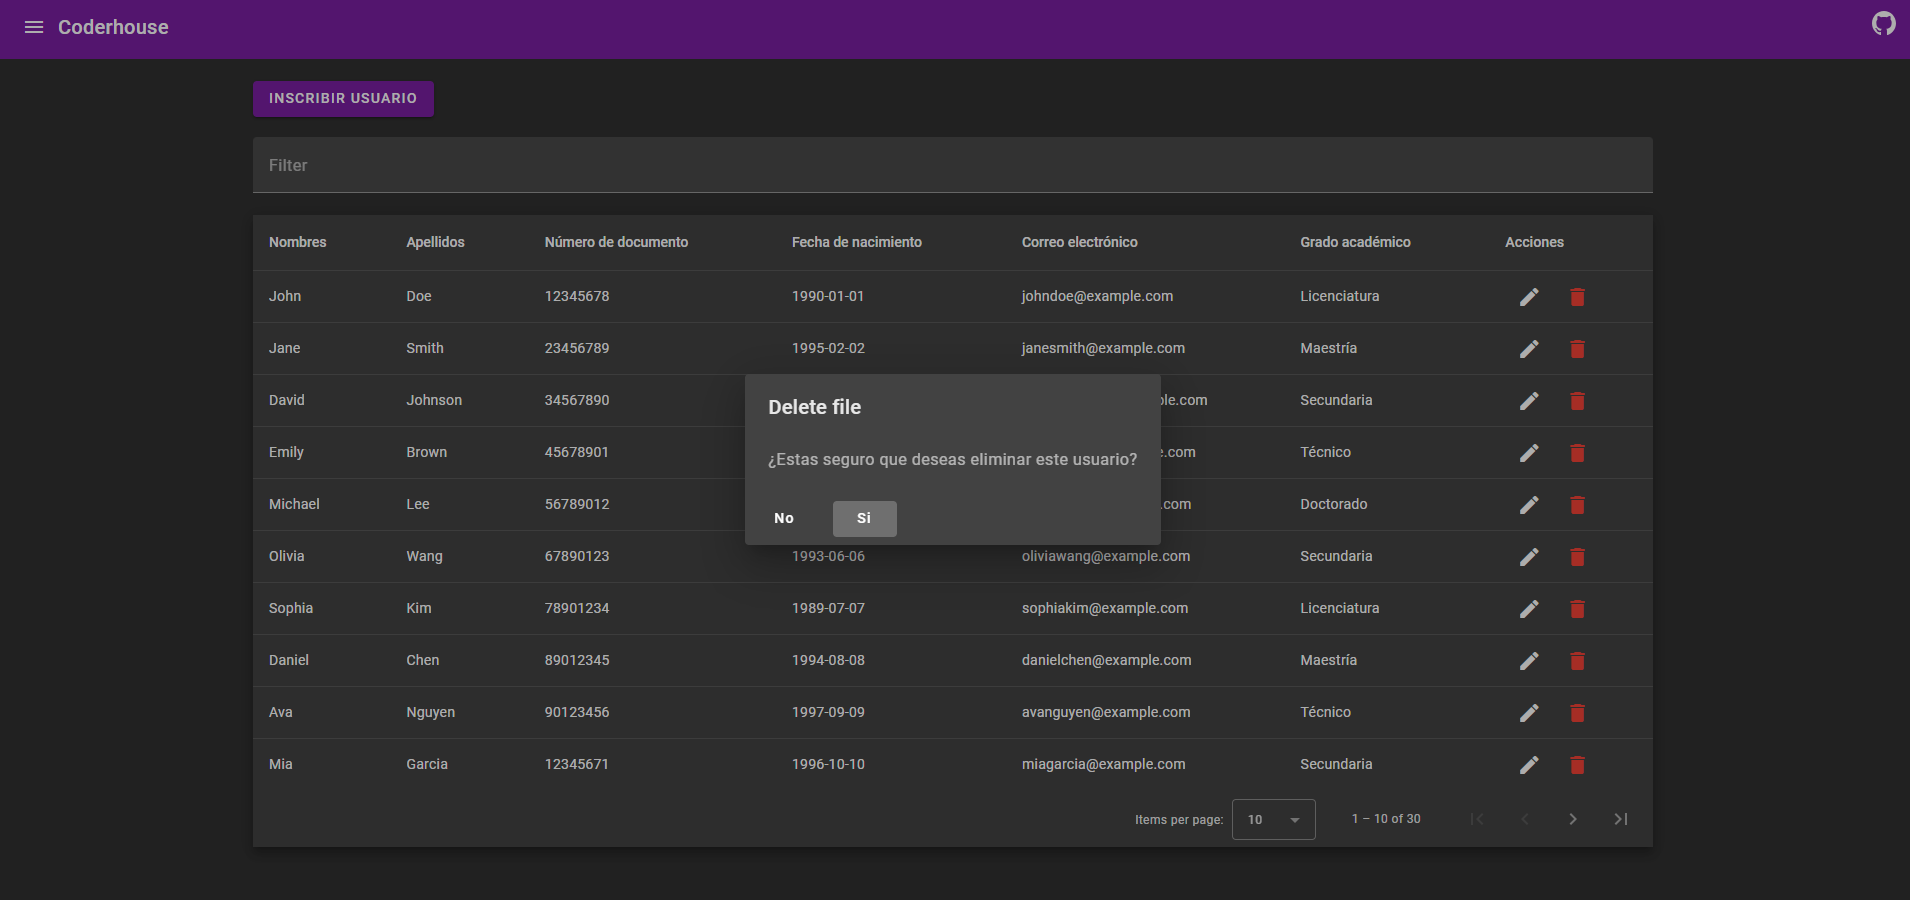 Coderhouse
INSCRIBIR USUARIO
Filter
Nombres Apellidos Número de documento Fecha de nacimiento Correo electrónico Grado académico Acciones
John Doe 12345678 1990-01-01 johndoe@example.com Licenciatura
Jane Smith 23456789 1995-02-02 janesmith@example.com Maestría
David Johnson 34567890 ple.com Secundaria
Emily Brown 45678901 .com Técnico
Michael Lee 56789012 .com Doctorado
Olivia Wang 67890123 1993-06-06 oliviawang@example.com Secundaria
Sophia Kim 78901234 1989-07-07 sophiakim@example.com Licenciatura
Daniel Chen 89012345 1994-08-08 danielchen@example.com Maestría
Ava Nguyen 90123456 1997-09-09 avanguyen@example.com Técnico
Mia Garcia 12345671 1996-10-10 miagarcia@example.com Secundaria
Delete file
¿Estas seguro que deseas eliminar este usuario?
No Si
Items per page: 10 1 – 10 of 30